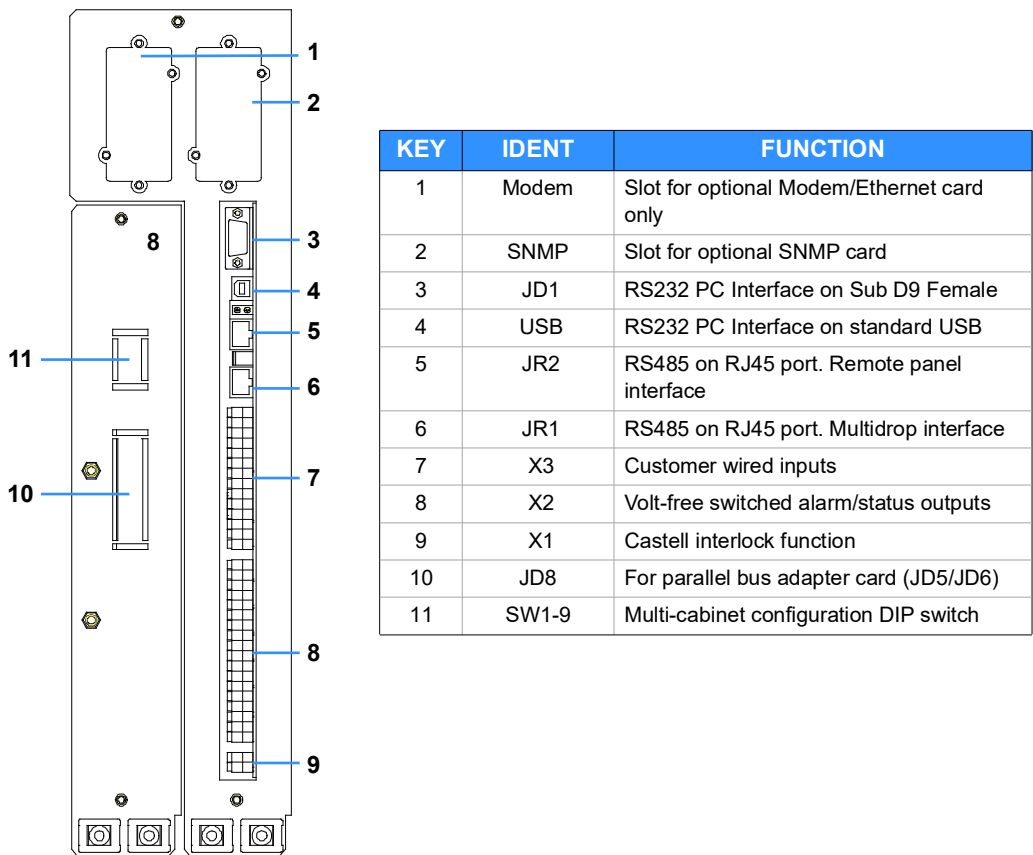 1
2
8
3
4
5
11
6
7
10
8
9
KEY IDENT FUNCTION
1 Modem Slot for optional Modem/Ethernet card
only
2 SNMP Slot for optional SNMP card
3 JD1 RS232 PC Interface on Sub D9 Female
4 USB RS232 PC Interface on standard USB
5 JR2 RS485 on RJ45 port. Remote panel
interface
6 JR1 RS485 on RJ45 port. Multidrop interface
7 X3 Customer wired inputs
8 X2 Volt-free switched alarm/status outputs
9 X1 Castell interlock function
10 JD8 For parallel bus adapter card (JD5/JD6)
11 SW1-9 Multi-cabinet configuration DIP switch